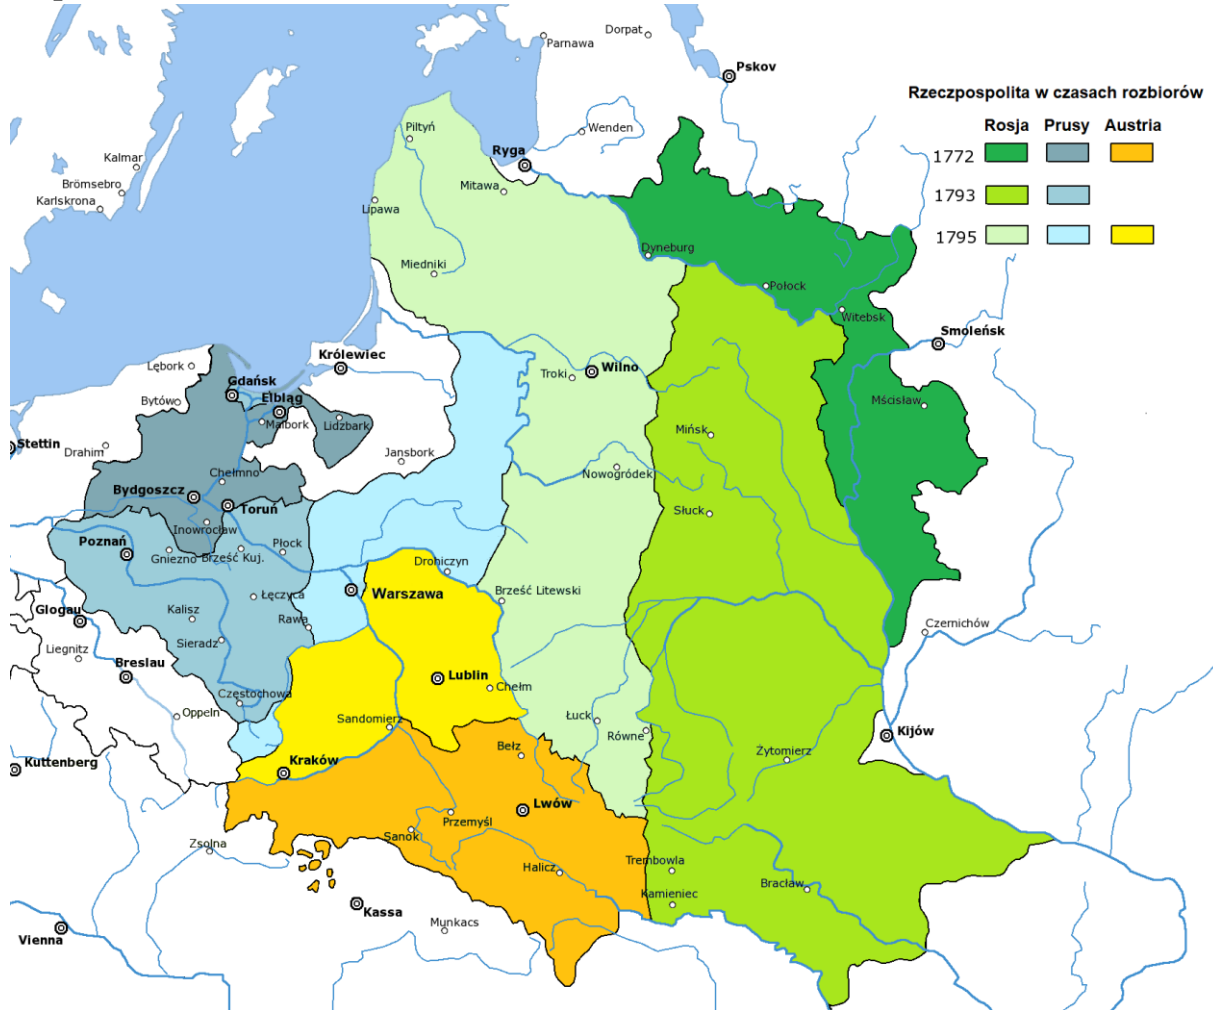 Rzeczpospolita w czasach rozbiorów
Rosja Prusy Austria
1772
1793
1795
Parnawa
Dorpat
Pskov
Piltyń
Wenden
Ryga
Kalmar
Brömsebro
Karlskrona
Mitawa
Lipawa
Dyneburg
Miedniki
Połock
Witebsk
Smoleńsk
Królewiec
Lębork
Gdańsk
Wilno
Troki
Bytów
Elbląg
Malbork
Lidzbark
Mścisław
Stettin
Drahim
Jansbork
Mińsk
Chełmno
Nowogródek
Bydgoszcz
Toruń
Słuck
Inowrocław
Poznań
Płock
Gniezno
Brześć Kuj.
Drohiczyn
Warszawa
Brześć Litewski
Łęczyca
Glogau
Kalisz
Rawa
Czernichów
Sieradz
Liegnitz
Breslau
Lublin
Chełm
Częstochowa
Oppeln
Sandomierz
Łuck
Równe
Kijów
Bełz
Żytomierz
Kuttenberg
Kraków
Lwów
Przemyśl
Sanok
Zsolna
Trembowla
Halicz
Bracław
Kamieniec
Kassa
Munkacs
Vienna